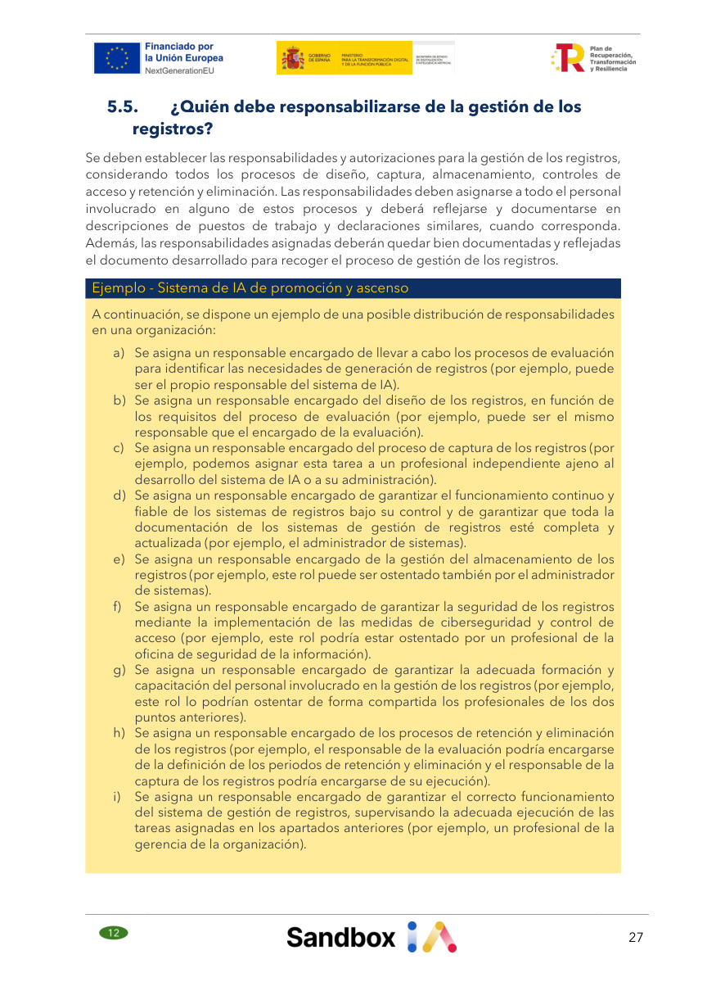 Financiado por
la Unión Europea
NextGenerationEU
GOBIERNO
DE ESPAÑA
MINISTERIO
PARA LA TRANSFORMACIÓN DIGITAL
Y DE LA FUNCIÓN PÚBLICA
SECRETARÍA DE ESTADO
DE DIGITALIZACIÓN
E INTELIGENCIA ARTIFICIAL
Plan de
Recuperación,
Transformación
y Resiliencia
5.5. ¿Quién debe responsabilizarse de la gestión de los
registros?
Se deben establecer las responsabilidades y autorizaciones para la gestión de los registros,
considerando todos los procesos de diseño, captura, almacenamiento, controles de
acceso y retención y eliminación. Las responsabilidades deben asignarse a todo el personal
involucrado en alguno de estos procesos y deberá reflejarse y documentarse en
descripciones de puestos de trabajo y declaraciones similares, cuando corresponda.
Además, las responsabilidades asignadas deberán quedar bien documentadas y reflejadas
el documento desarrollado para recoger el proceso de gestión de los registros.
Ejemplo - Sistema de IA de promoción y ascenso
A continuación, se dispone un ejemplo de una posible distribución de responsabilidades
en una organización:
a) Se asigna un responsable encargado de llevar a cabo los procesos de evaluación
para identificar las necesidades de generación de registros (por ejemplo, puede
ser el propio responsable del sistema de IA).
b) Se asigna un responsable encargado del diseño de los registros, en función de
los requisitos del proceso de evaluación (por ejemplo, puede ser el mismo
responsable que el encargado de la evaluación).
c) Se asigna un responsable encargado del proceso de captura de los registros (por
ejemplo, podemos asignar esta tarea a un profesional independiente ajeno al
desarrollo del sistema de IA o a su administración).
d) Se asigna un responsable encargado de garantizar el funcionamiento continuo y
fiable de los sistemas de registros bajo su control y de garantizar que toda la
documentación de los sistemas de gestión de registros esté completa y
actualizada (por ejemplo, el administrador de sistemas).
e) Se asigna un responsable encargado de la gestión del almacenamiento de los
registros (por ejemplo, este rol puede ser ostentado también por el administrador
de sistemas).
f) Se asigna un responsable encargado de garantizar la seguridad de los registros
mediante la implementación de las medidas de ciberseguridad y control de
acceso (por ejemplo, este rol podría estar ostentado por un profesional de la
oficina de seguridad de la información).
g) Se asigna un responsable encargado de garantizar la adecuada formación y
capacitación del personal involucrado en la gestión de los registros (por ejemplo,
este rol lo podrían ostentar de forma compartida los profesionales de los dos
puntos anteriores).
h) Se asigna un responsable encargado de los procesos de retención y eliminación
de los registros (por ejemplo, el responsable de la evaluación podría encargarse
de la definición de los periodos de retención y eliminación y el responsable de la
captura de los registros podría encargarse de su ejecución).
i) Se asigna un responsable encargado de garantizar el correcto funcionamiento
del sistema de gestión de registros, supervisando la adecuada ejecución de las
tareas asignadas en los apartados anteriores (por ejemplo, un profesional de la
gerencia de la organización).
12
Sandbox
27